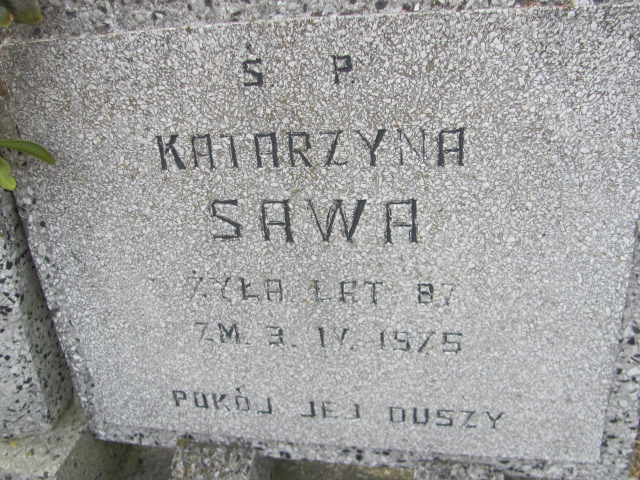 Ś. P.
KATARZYNA
SAWA
ŻYŁA LAT 87
ZM. 3. IV. 1975
POKÓJ JEJ DUSZY